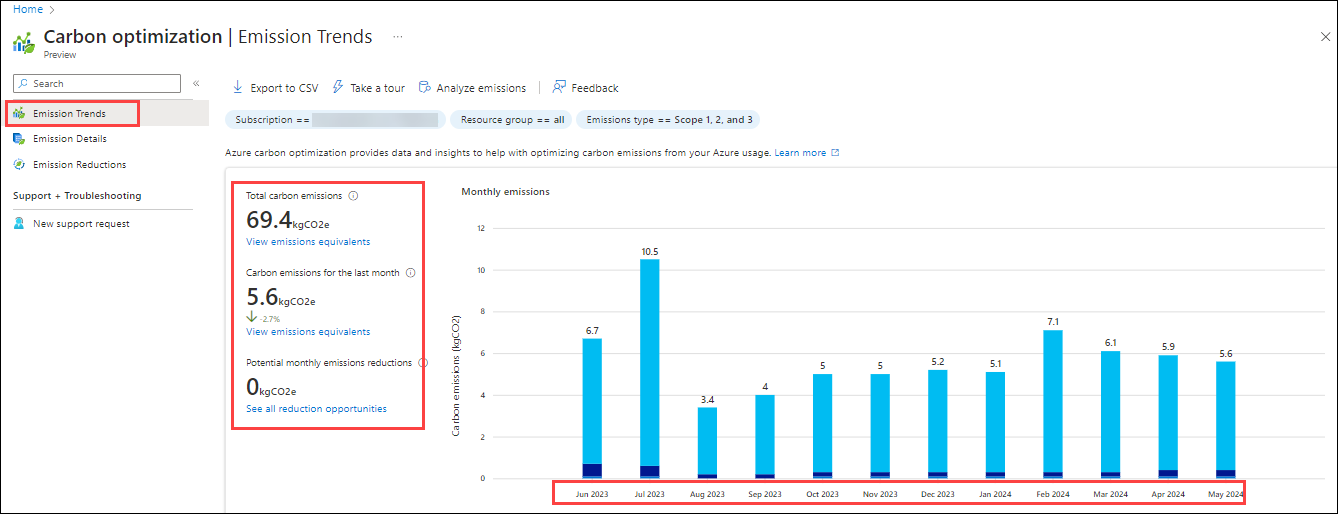 Home >
Carbon optimization | Emission Trends ...
Preview
Search «
Emission Trends
Emission Details
Emission Reductions
Support + Troubleshooting
New support request
Export to CSV Take a tour Analyze emissions Feedback
Subscription == Resource group == all Emissions type == Scope 1, 2, and 3
Azure carbon optimization provides data and insights to help with optimizing carbon emissions from your Azure usage. Learn more
Total carbon emissions
69.4kgCO2e
View emissions equivalents
Carbon emissions for the last month
5.6kgCO2e
-2.7%
View emissions equivalents
Potential monthly emissions reductions
0kgCO2e
See all reduction opportunities
Monthly emissions
Carbon emissions (kgCO2)
12
10
8
6
4
2
0
6.7 10.5 3.4 4 5 5 5.2 5.1 7.1 6.1 5.9 5.6
Jun 2023 Jul 2023 Aug 2023 Sep 2023 Oct 2023 Nov 2023 Dec 2023 Jan 2024 Feb 2024 Mar 2024 Apr 2024 May 2024